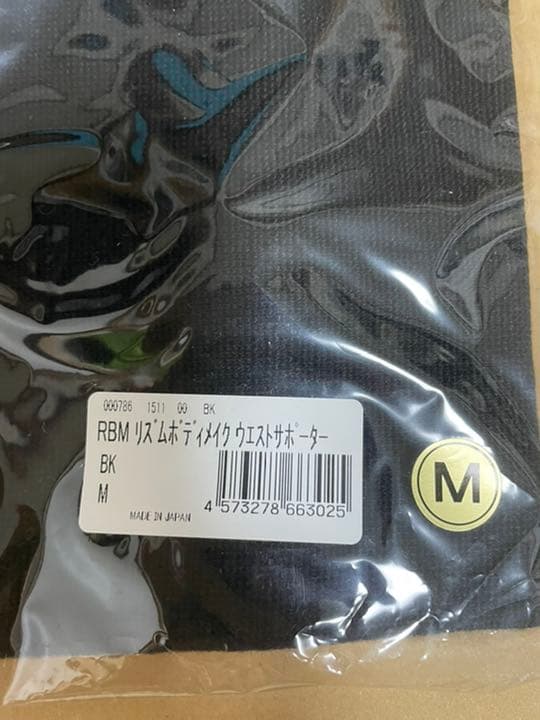 000786 1511 00 BK
RBM ﾘｽﾞﾑﾎﾞﾃﾞｨﾒｲｸ ｳｴｽﾄｻﾎﾟｰﾀｰ
BK
M
4 573278 663025
MADE IN JAPAN
M